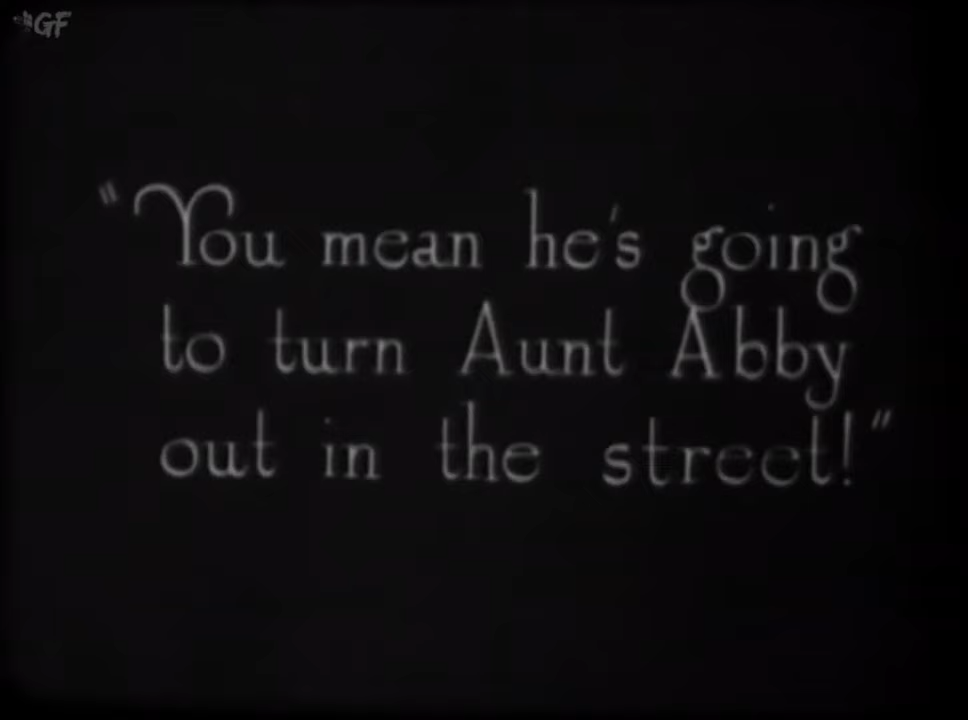 GF
"You mean he's going
to turn Aunt Abby
out in the street!"